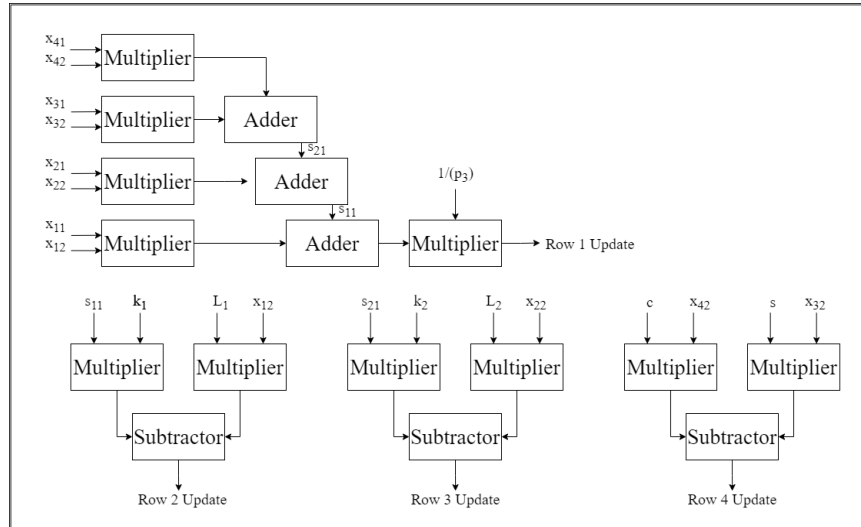 x41
x42
Multiplier
x31
x32
Multiplier
Adder
s21
x21
x22
Multiplier
Adder
1/(p3)
s11
x11
x12
Multiplier
Adder
Multiplier
Row 1 Update
s11 k1 L1 x12
s21 k2 L2 x22
c x42 s x32
Multiplier Multiplier
Multiplier Multiplier
Multiplier Multiplier
Subtractor
Subtractor
Subtractor
Row 2 Update
Row 3 Update
Row 4 Update